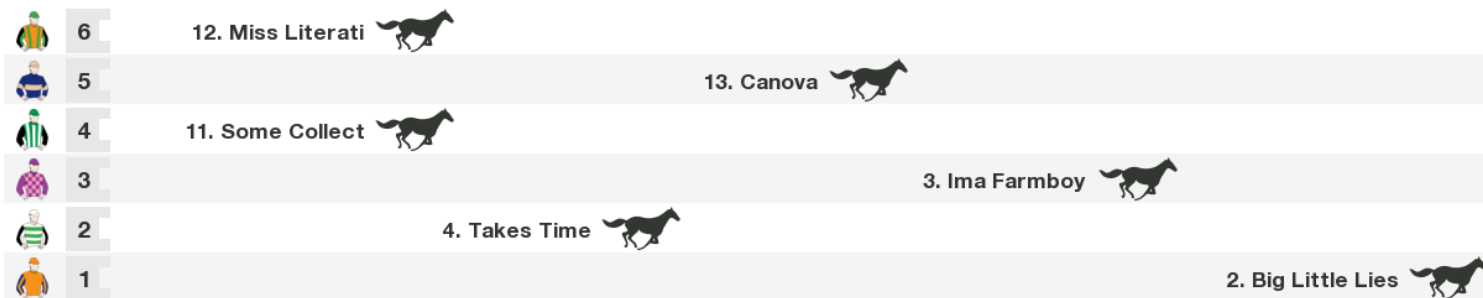 6 12. Miss Literati
5 13. Canova
4 11. Some Collect
3 3. Ima Farmboy
2 4. Takes Time
1 2. Big Little Lies